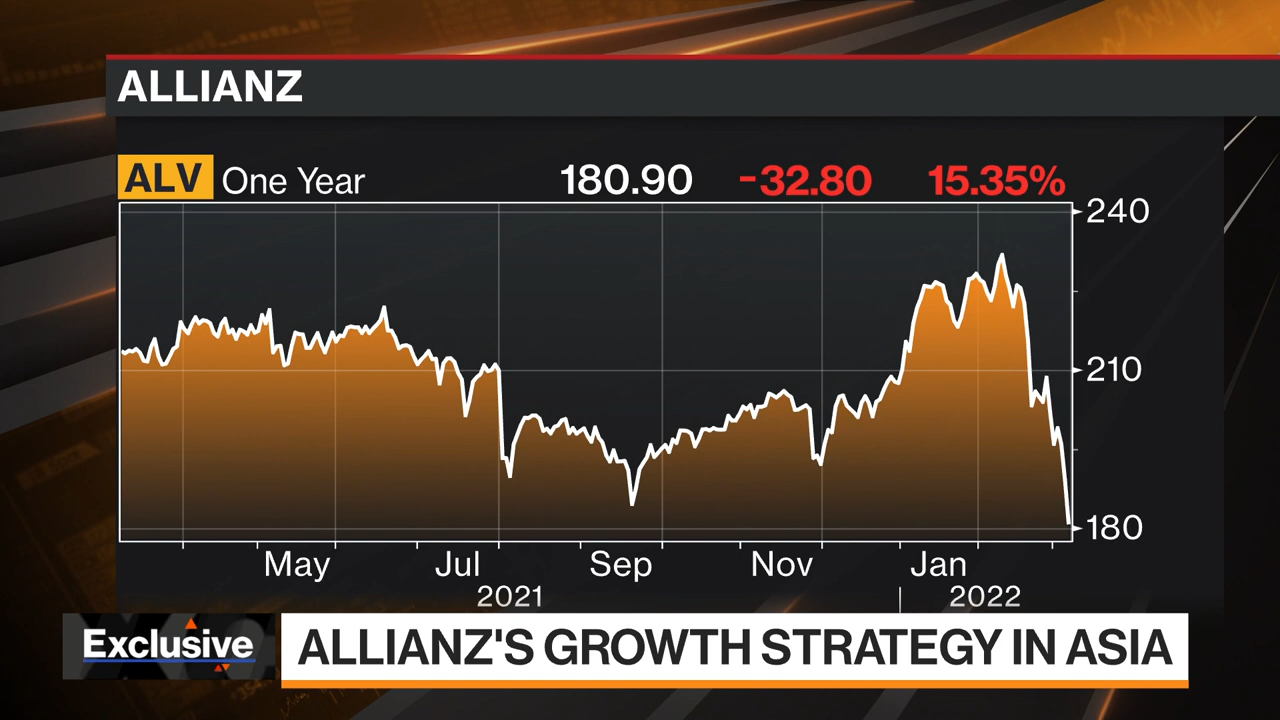 ALLIANZ
ALV One Year 180.90 -32.80 15.35%
240
210
180
May Jul Sep Nov Jan
2021 2022
Exclusive
ALLIANZ'S GROWTH STRATEGY IN ASIA